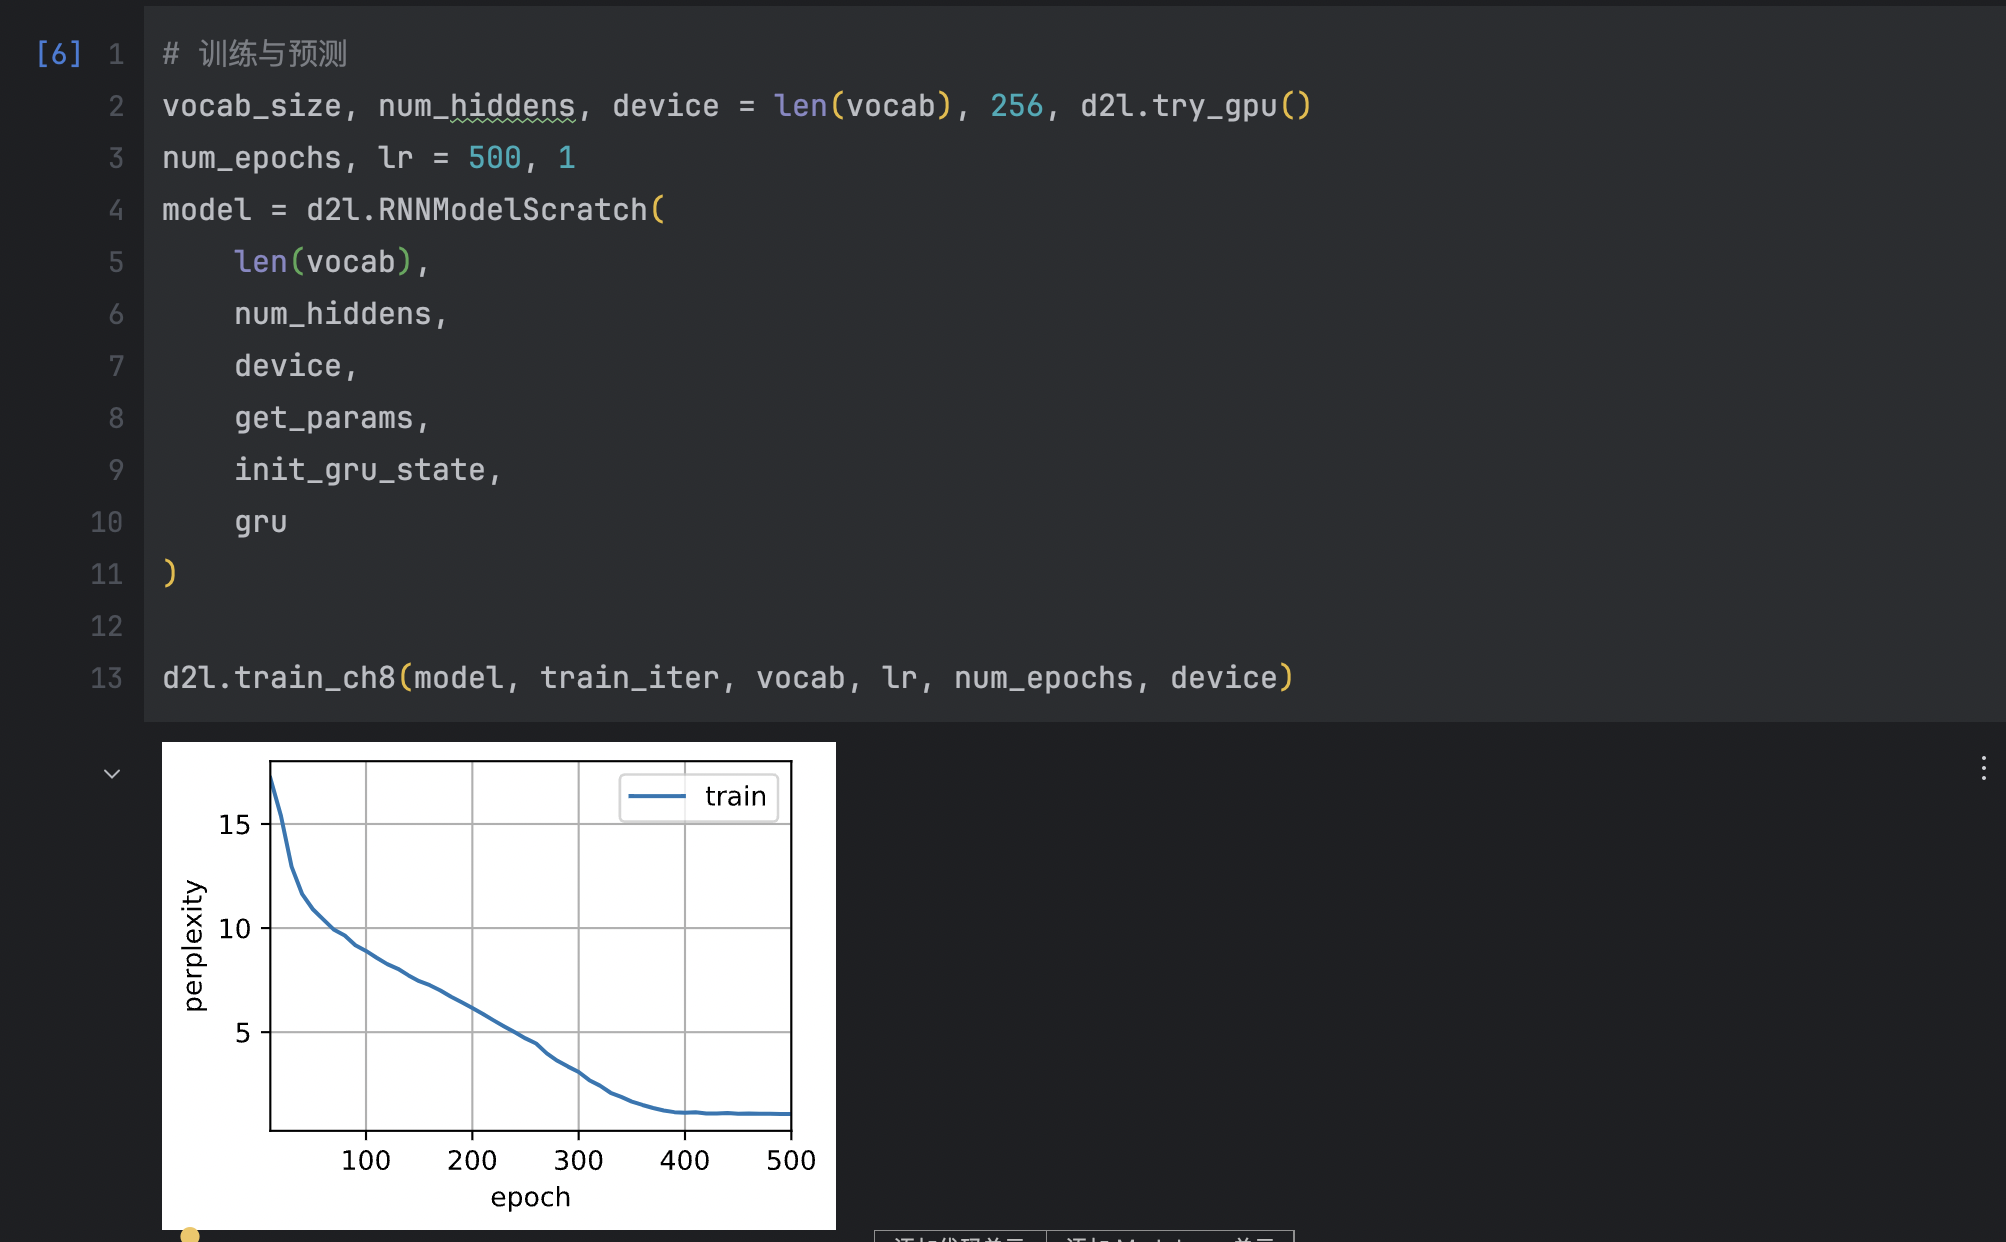 [6] 1 # 训练与预测
2 vocab_size, num_hiddens, device = len(vocab), 256, d2l.try_gpu()
3 num_epochs, lr = 500, 1
4 model = d2l.RNNModelScratch(
5     len(vocab),
6     num_hiddens,
7     device,
8     get_params,
9     init_gru_state,
10     gru
11 )
12
13 d2l.train_ch8(model, train_iter, vocab, lr, num_epochs, device)
train
15
10
5
perplexity
100 200 300 400 500
epoch